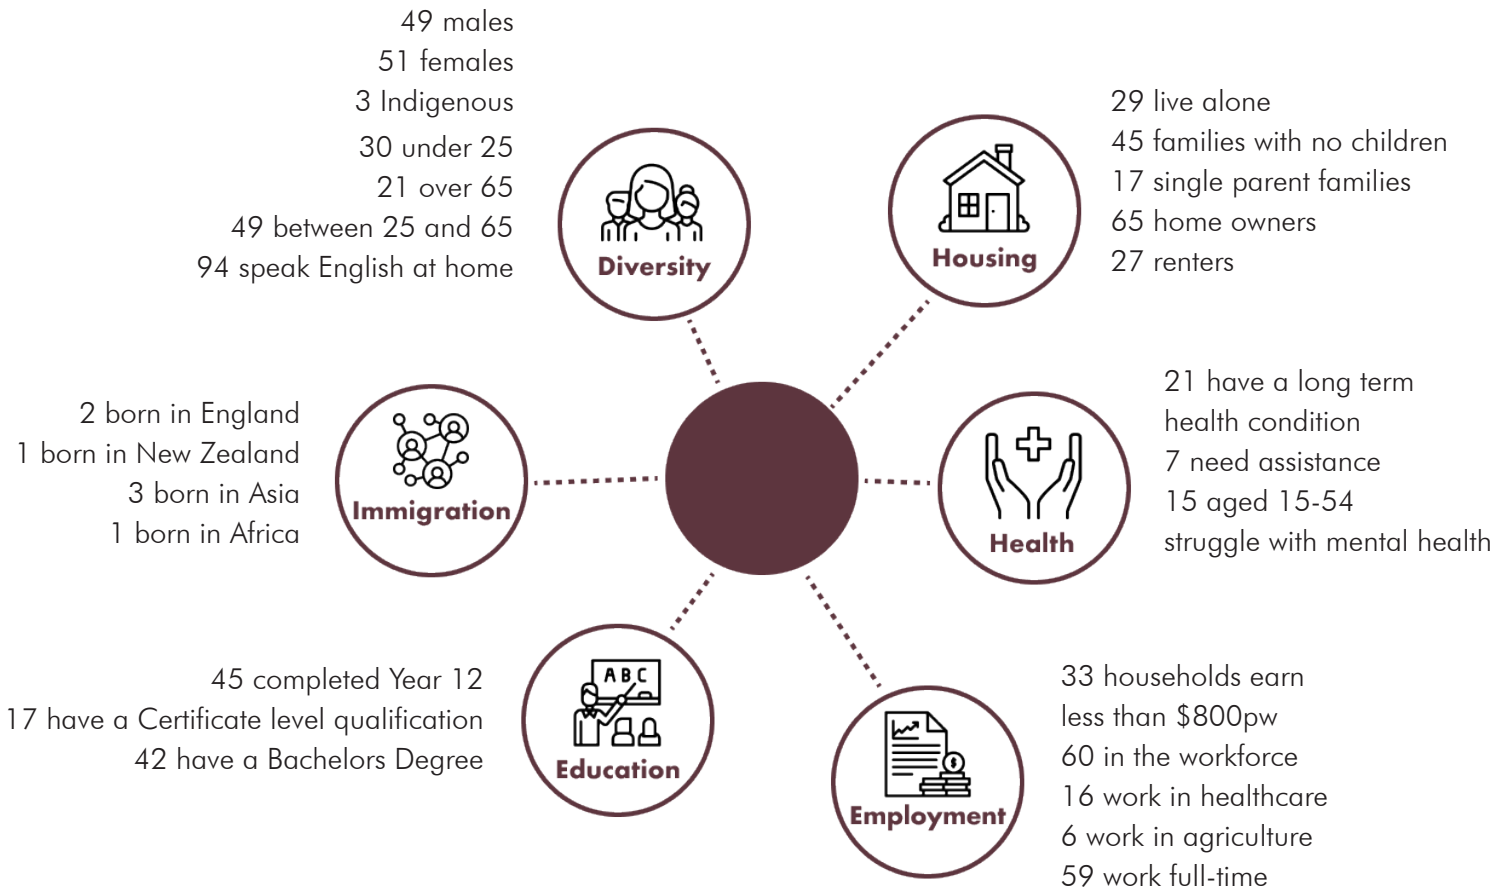 49 males
51 females
3 Indigenous
30 under 25
21 over 65
49 between 25 and 65
94 speak English at home
Diversity
29 live alone
45 families with no children
17 single parent families
65 home owners
27 renters
Housing
2 born in England
1 born in New Zealand
3 born in Asia
1 born in Africa
Immigration
21 have a long term
health condition
7 need assistance
15 aged 15-54
struggle with mental health
Health
45 completed Year 12
17 have a Certificate level qualification
42 have a Bachelors Degree
ABC
Education
33 households earn
less than $800pw
60 in the workforce
16 work in healthcare
6 work in agriculture
59 work full-time
$
Employment